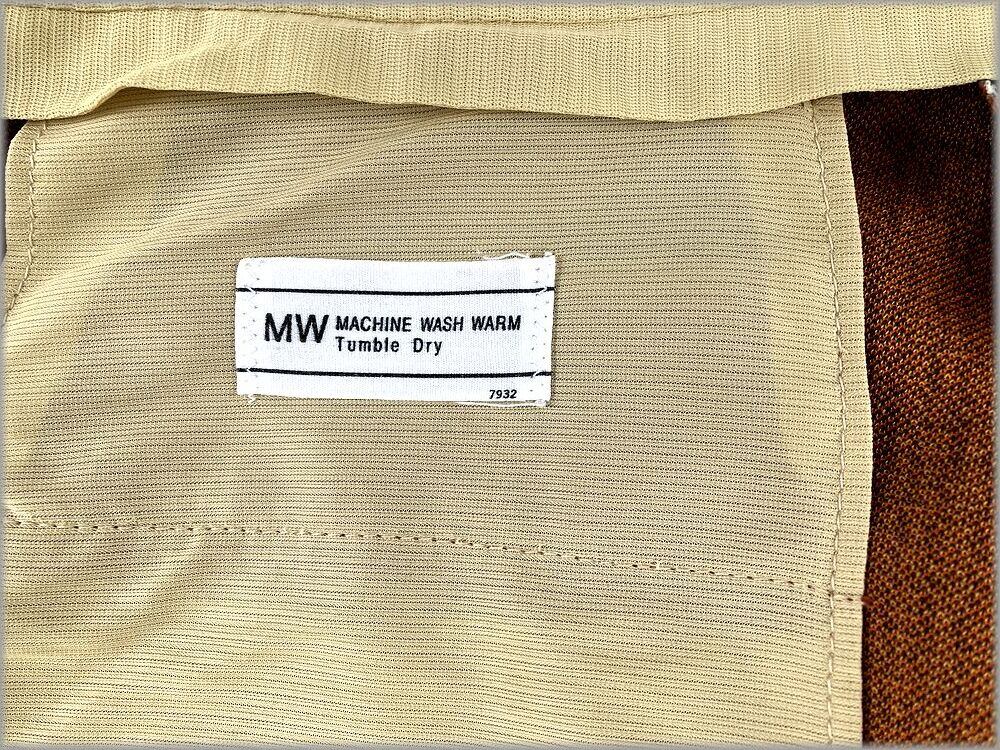 MW MACHINE WASH WARM
Tumble Dry
7932